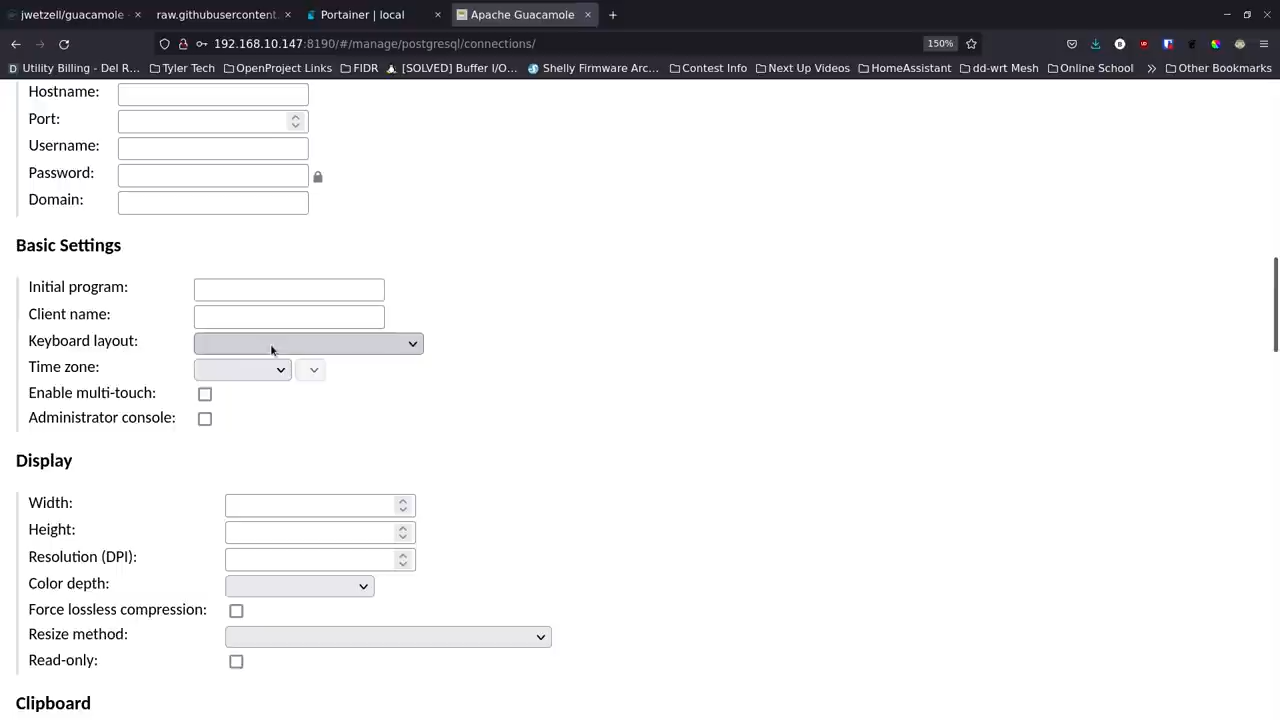 jwetzell/guacamole
raw.githubusercontent.
Portainer | local
Apache Guacamole
192.168.10.147:8190/#/manage/postgresql/connections/
150%
Utility Billing - Del R...
Tyler Tech
OpenProject Links
FIDR
[SOLVED] Buffer I/O...
Shelly Firmware Arc...
Contest Info
Next Up Videos
HomeAssistant
dd-wrt Mesh
Online School
Other Bookmarks
Hostname:
Port:
Username:
Password:
Domain:
Basic Settings
Initial program:
Client name:
Keyboard layout:
Time zone:
Enable multi-touch:
Administrator console:
Display
Width:
Height:
Resolution (DPI):
Color depth:
Force lossless compression:
Resize method:
Read-only:
Clipboard